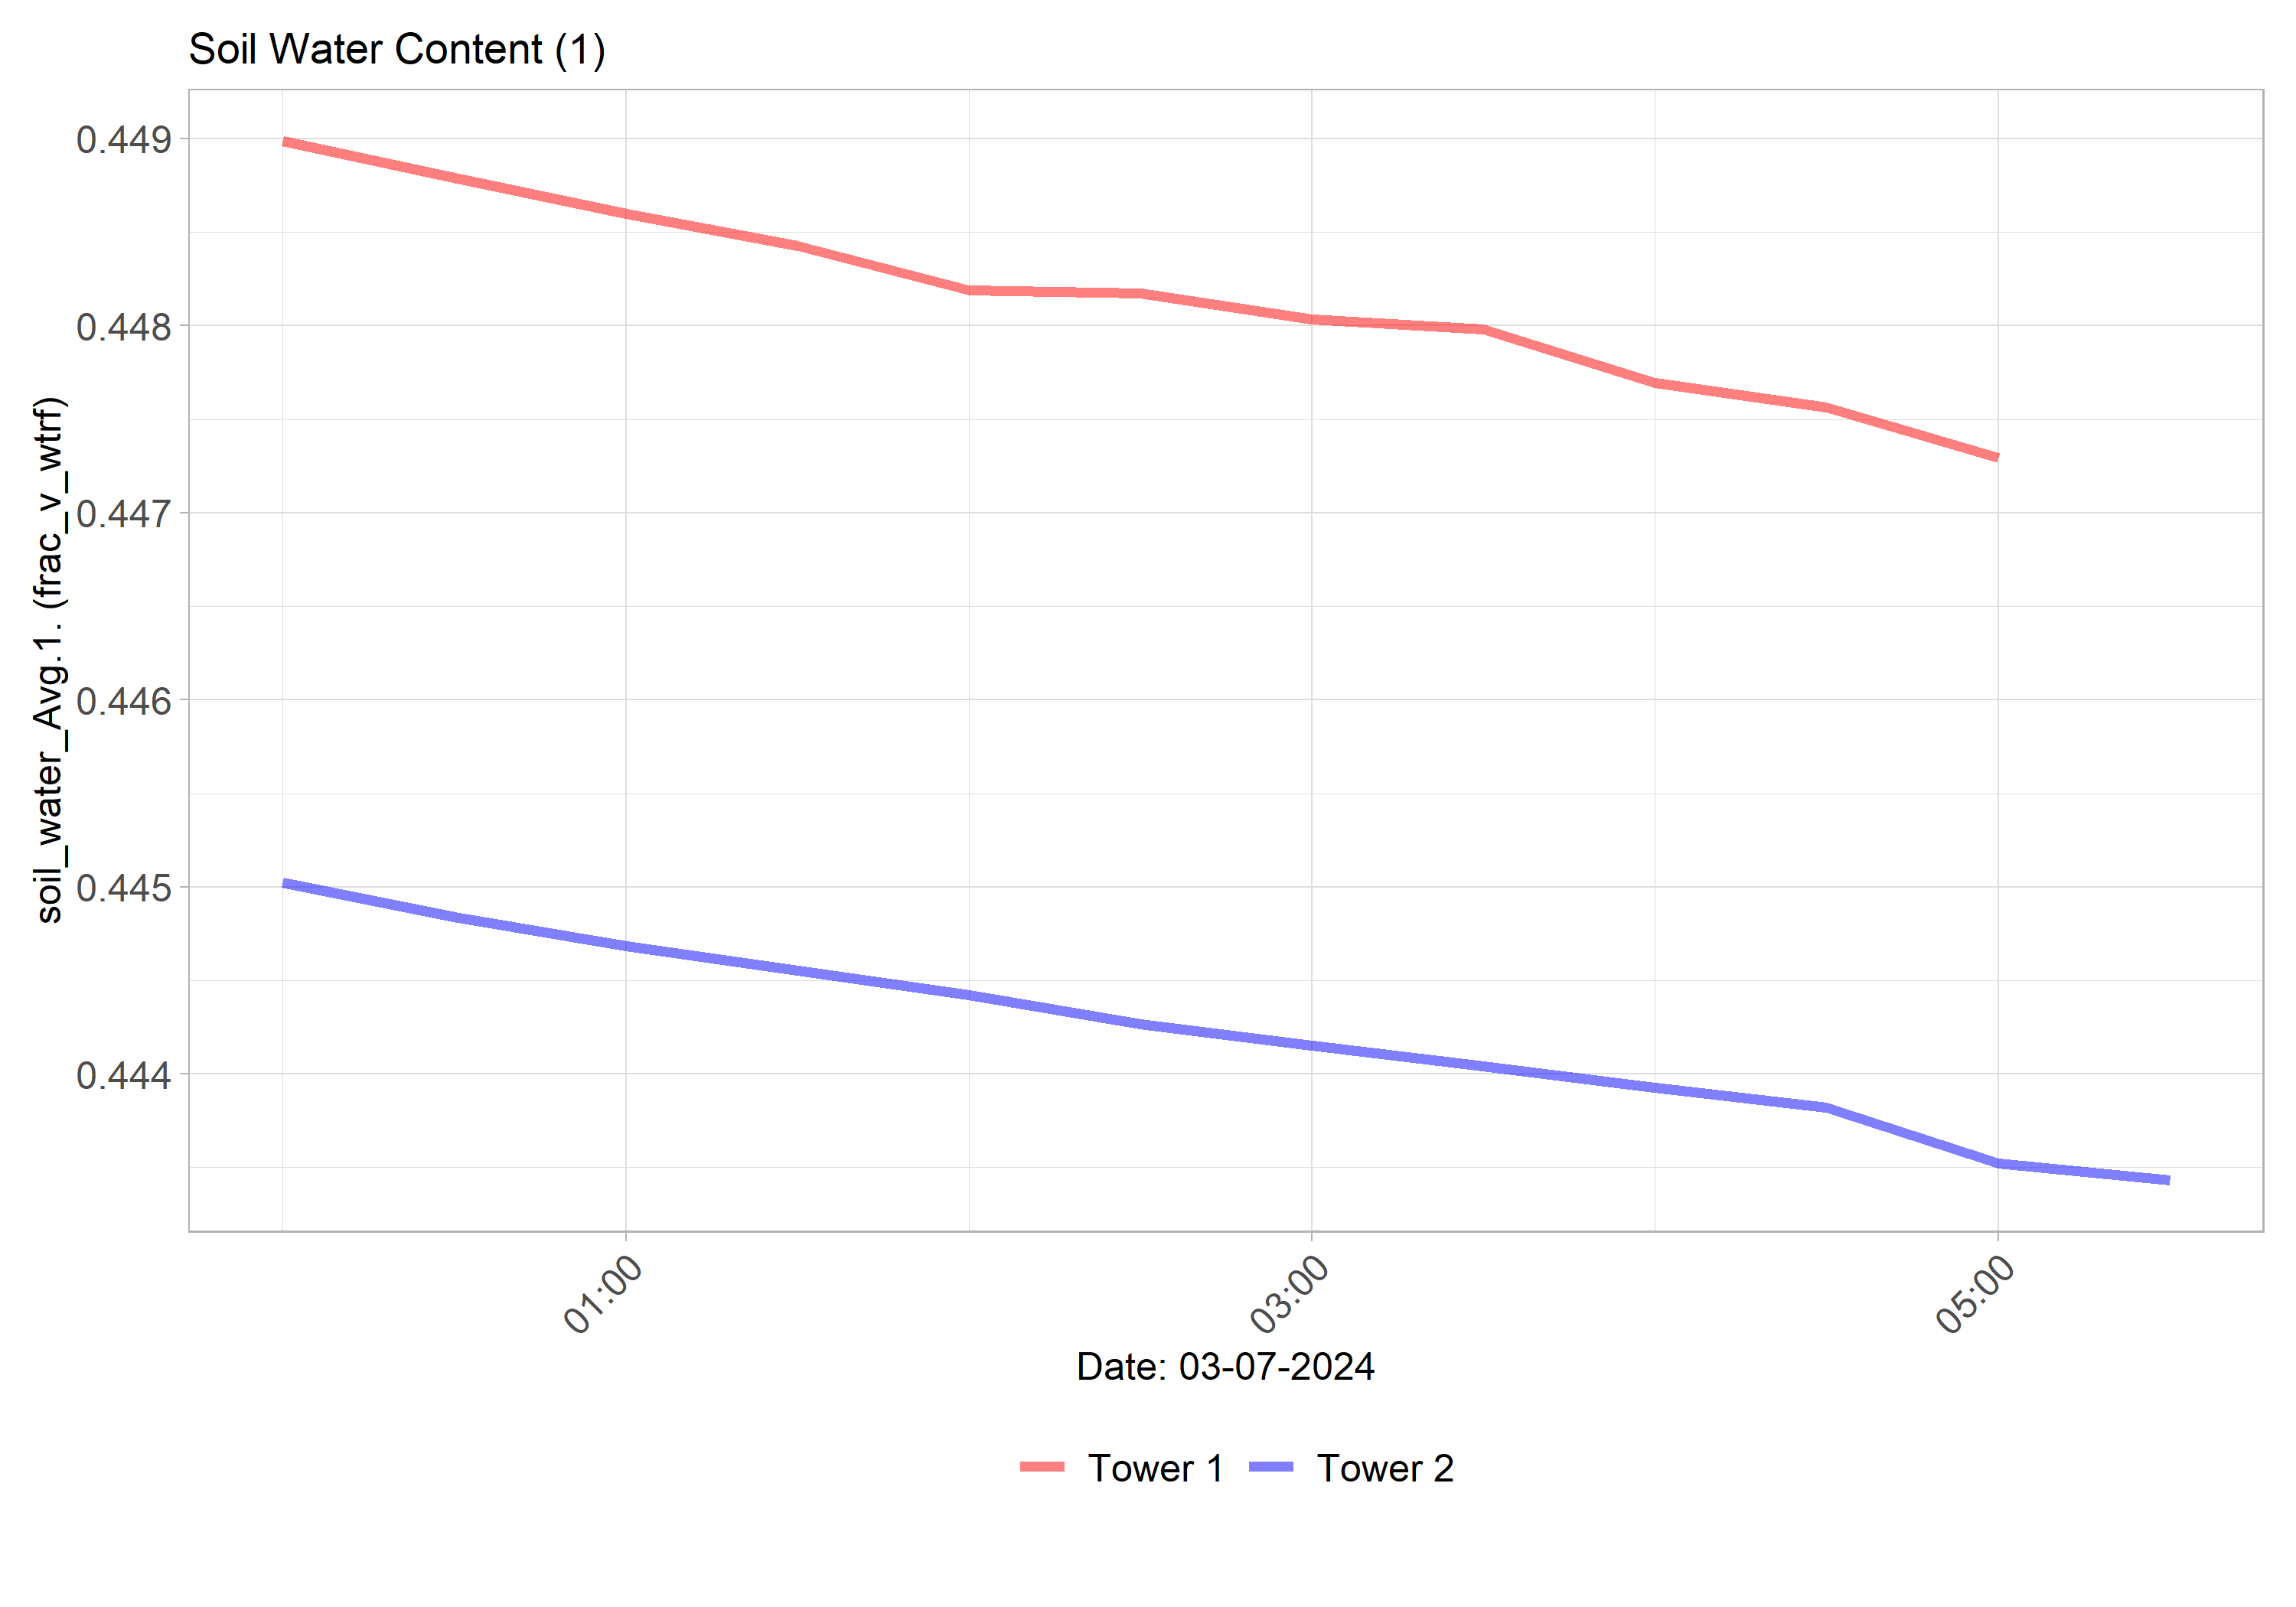 Soil Water Content (1)
soil_water_Avg.1. (frac_v_wtrf)
0.449
0.448
0.447
0.446
0.445
0.444
01:00
03:00
05:00
Date: 03-07-2024
Tower 1
Tower 2